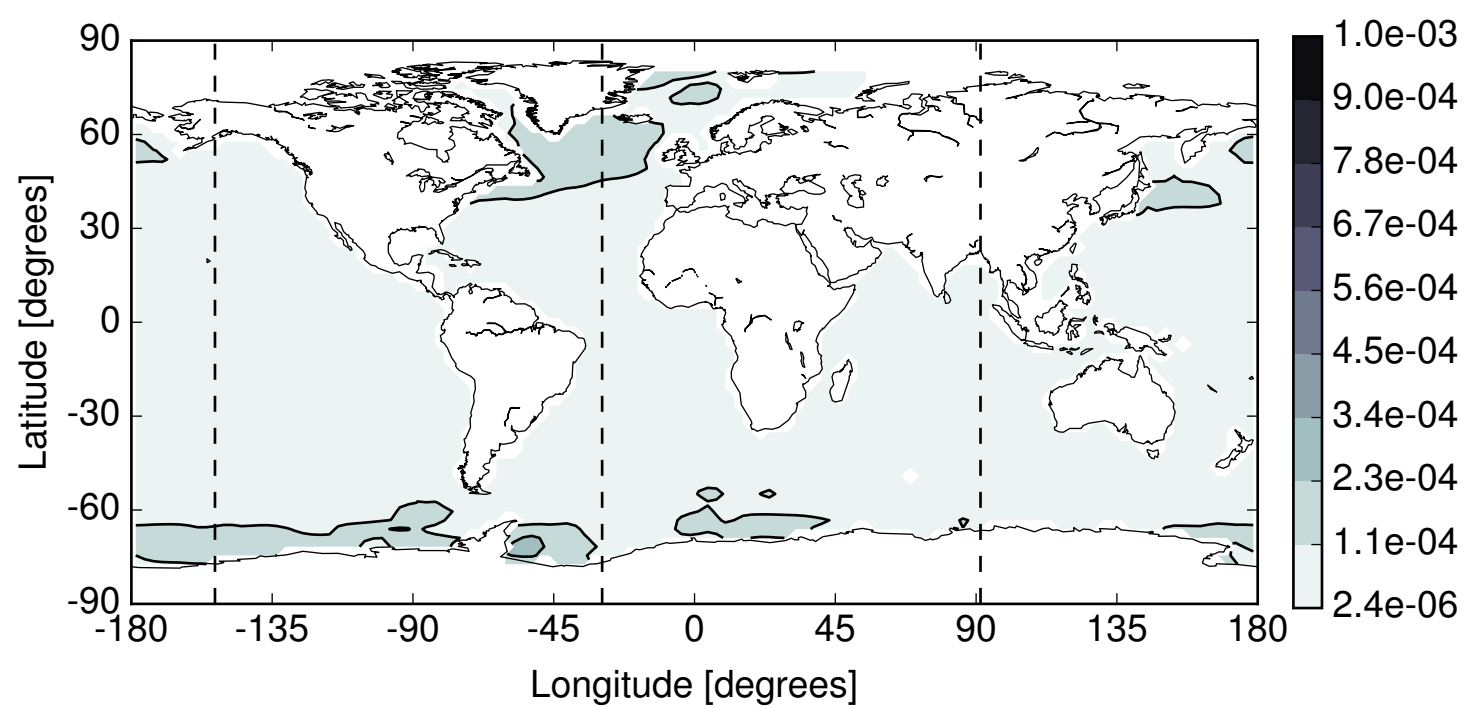 90
60
30
0
-30
-60
-90
Latitude [degrees]
-180 -135 -90 -45 0 45 90 135 180
Longitude [degrees]
1.0e-03
9.0e-04
7.8e-04
6.7e-04
5.6e-04
4.5e-04
3.4e-04
2.3e-04
1.1e-04
2.4e-06